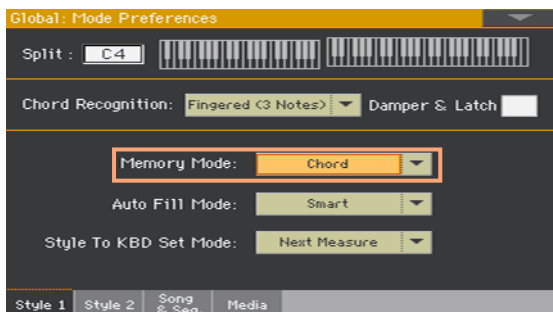 Global: Mode Preferences
Split : C4
Chord Recognition: Fingered (3 Notes) Damper & Latch
Memory Mode: Chord
Auto Fill Mode: Smart
Style To KBD Set Mode: Next Measure
Style 1 Style 2 Song & Seq. Media